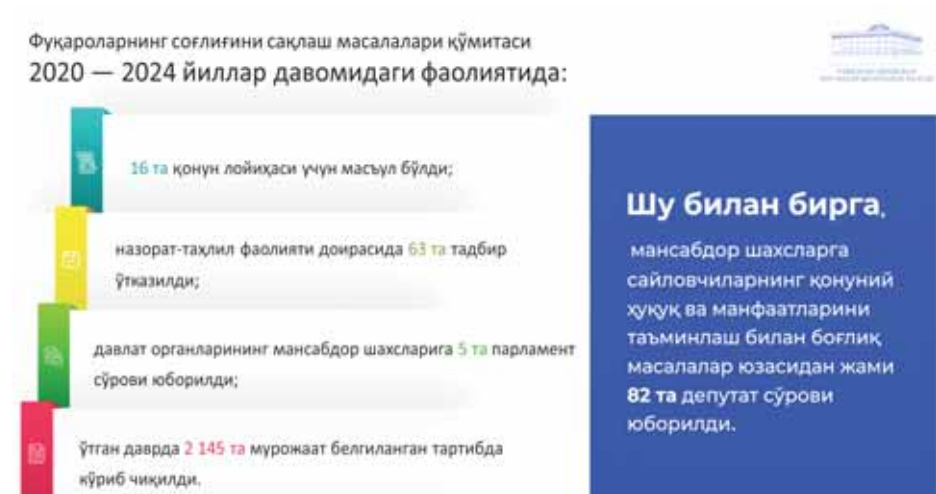 Фуқароларнинг соғлиғини сақлаш масалалари қўмитаси
2020 — 2024 йиллар давомидаги фаолиятида:
16 та қонун лойиҳаси учун масъул бўлди;
назорат-таҳлил фаолияти доирасида 63 та тадбир
ўтказилди;
давлат органларининг мансабдор шахсларига 5 та парламент
сўрови юборилди;
ўтган даврда 2 145 та мурожаат белгиланган тартибда
кўриб чиқилди.
Шу билан бирга,
мансабдор шахсларга
сайловчиларнинг қонуний
ҳуқуқ ва манфаатларини
таъминлаш билан боғлиқ
масалалар юзасидан жами
82 та депутат сўрови
юборилди.